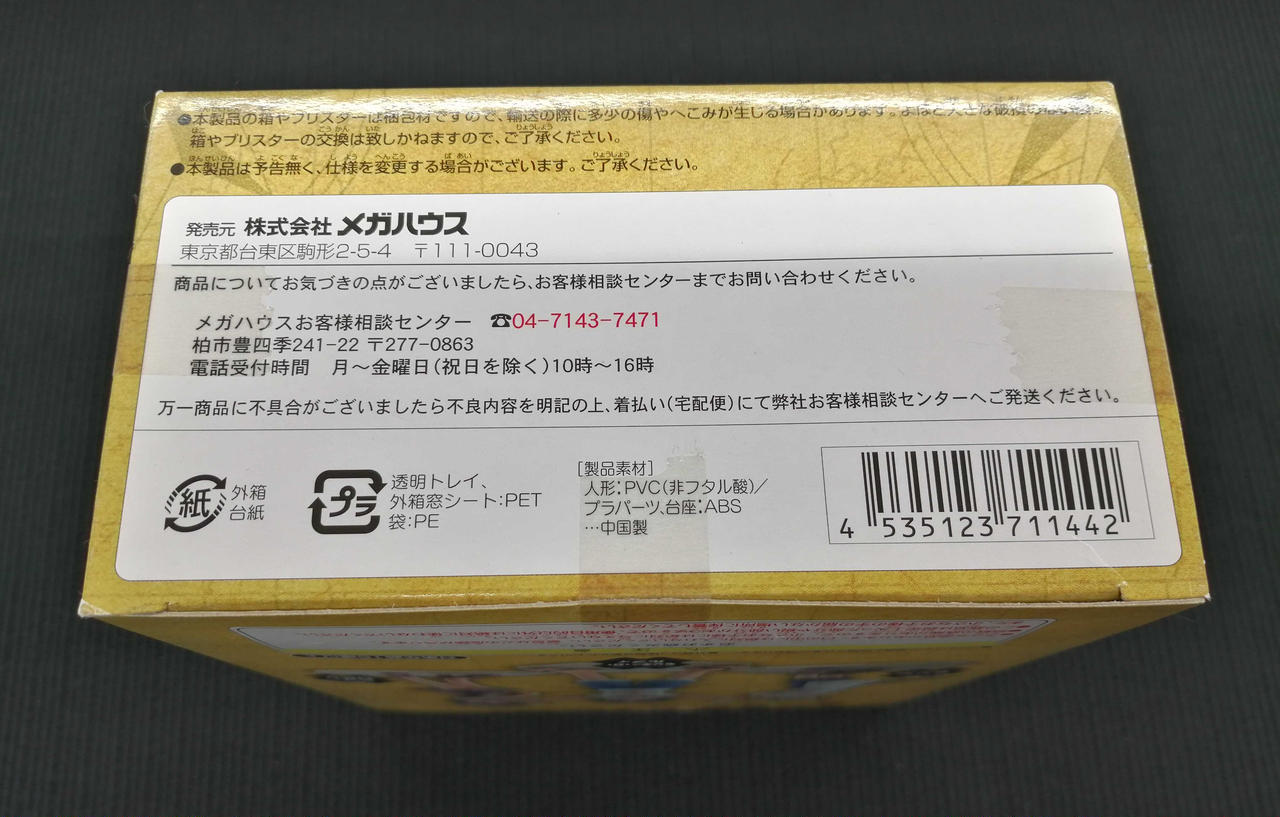 ●本製品の箱やブリスターは梱包材ですので、輸送の際に多少の傷やへこみが生じる場合があります。よほど大きな破損の
箱やブリスターの交換は致しかねますので、ご了承ください。
●本製品は予告無く、仕様を変更する場合がございます。ご了承ください。
発売元 株式会社 メガハウス
東京都台東区駒形2-5-4 〒111-0043
商品についてお気づきの点がございましたら、お客様相談センターまでお問い合わせください。
メガハウスお客様相談センター ☎04-7143-7471
柏市豊四季241-22 〒277-0863
電話受付時間 月〜金曜日(祝日を除く)10時〜16時
万一商品に不具合がございましたら不良内容を明記の上、着払い(宅配便)にて弊社お客様相談センターへご発送ください。
紙 外箱
台紙
プラ 透明トレイ、
外箱窓シート:PET
袋:PE
[製品素材]
人形:PVC(非フタル酸)/
プラパーツ、台座:ABS
…中国製
4 535123 711442